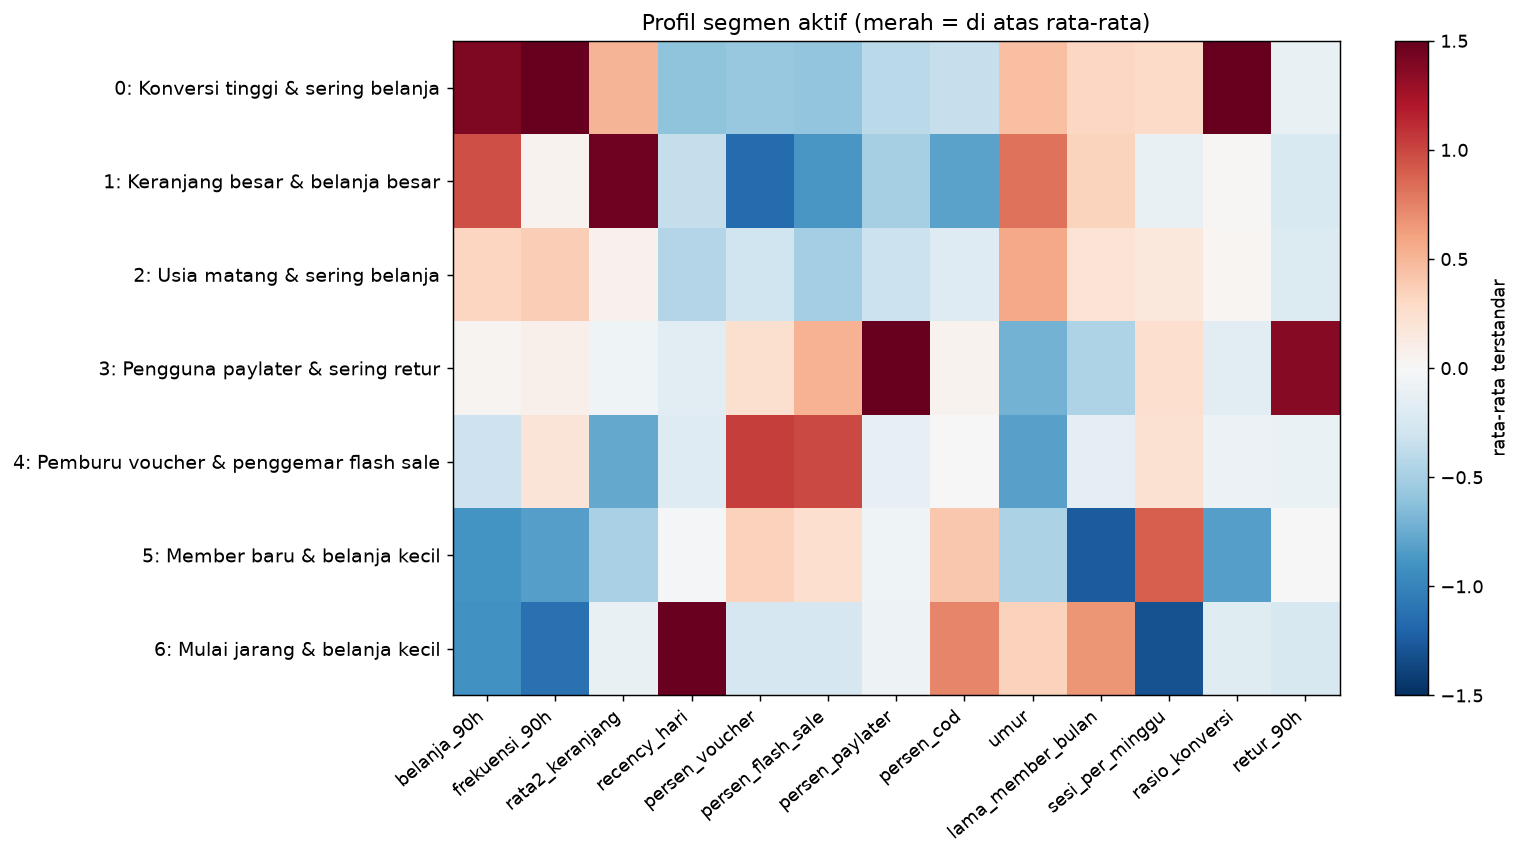 Profil segmen aktif (merah = di atas rata-rata)
0: Konversi tinggi & sering belanja
1: Keranjang besar & belanja besar
2: Usia matang & sering belanja
3: Pengguna paylater & sering retur
4: Pemburu voucher & penggemar flash sale
5: Member baru & belanja kecil
6: Mulai jarang & belanja kecil
belanja_90h
frekuensi_90h
rata2_keranjang
recency_hari
persen_voucher
persen_flash_sale
persen_paylater
persen_cod
umur
lama_member_bulan
sesi_per_minggu
rasio_konversi
retur_90h
1.5
1.0
0.5
0.0
−0.5
−1.0
−1.5
rata-rata terstandar